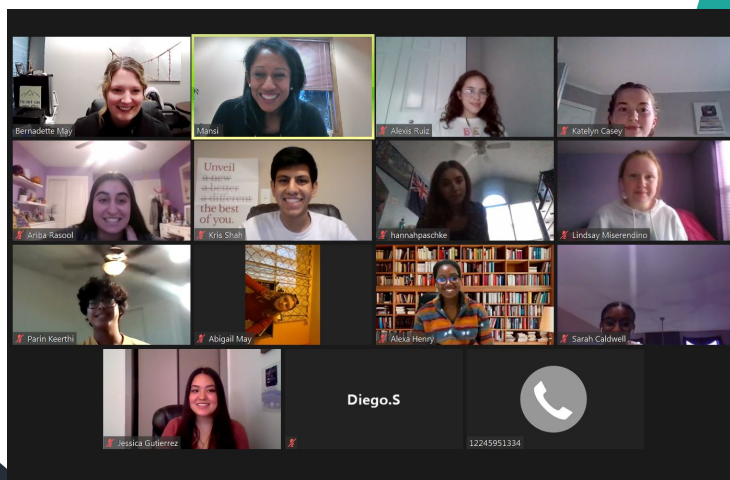 Bernadette May
Mansi
Alexis Ruiz
Katelyn Casey
Ariba Rasool
Unveil
a new
a better
a different
the best
of you.
Kris Shah
hannahpaschke
Lindsay Miserendino
Parin Keerthi
Abigail May
Alexa Henry
Sarah Caldwell
Jessica Gutierrez
Diego.S
12245951334